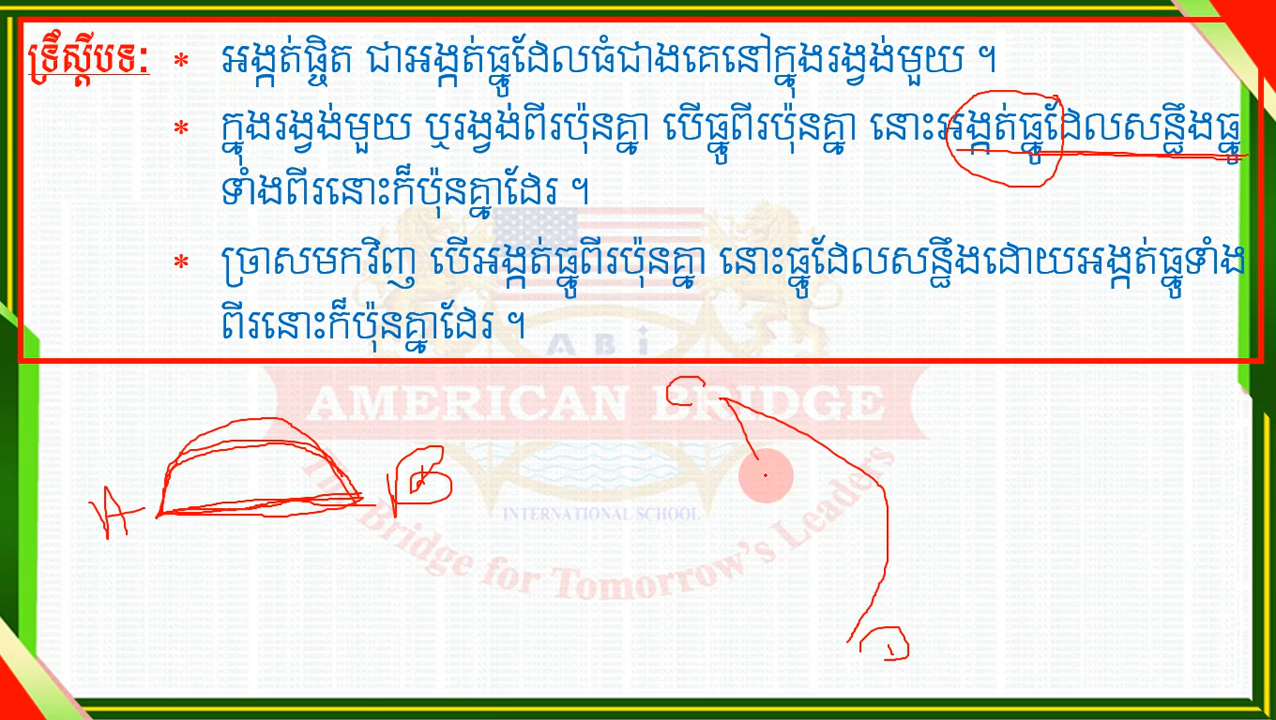 ទ្រឹស្តីបទ: * អង្កត់ផ្ចិត ជាអង្កត់ធ្នូដែលធំជាងគេនៅក្នុងរង្វង់មួយ ។
* ក្នុងរង្វង់មួយ ឬរង្វង់ពីរប៉ុនគ្នា បើធ្នូពីរប៉ុនគ្នា នោះអង្កត់ធ្នូដែលសន្ធឹងធ្នូ
ទាំងពីរនោះក៏ប៉ុនគ្នាដែរ ។
* ច្រាសមកវិញ បើអង្កត់ធ្នូពីរប៉ុនគ្នា នោះធ្នូដែលសន្ធឹងដោយអង្កត់ធ្នូទាំង
ពីរនោះក៏ប៉ុនគ្នាដែរ ។
ABi
AMERICAN BRIDGE
INTERNATIONAL SCHOOL
The Bridge for Tomorrow's Leaders
C
A B
D